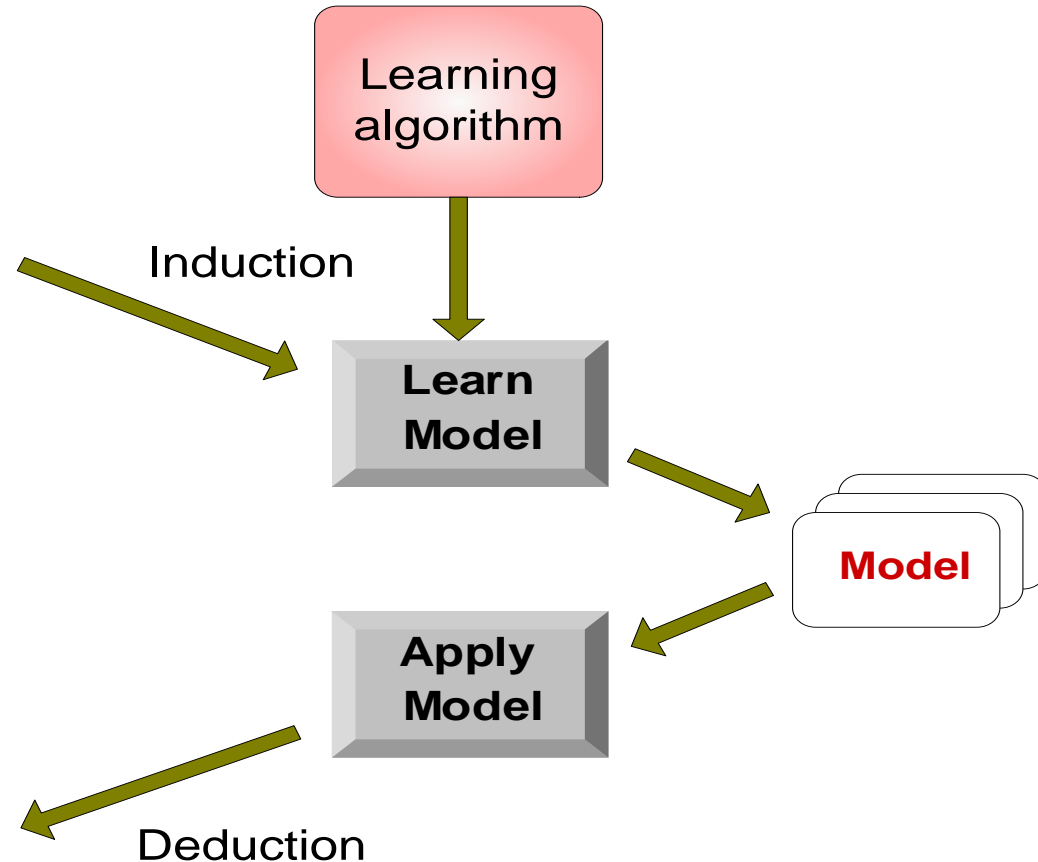 Learning
algorithm
Induction
Learn
Model
Model
Apply
Model
Deduction